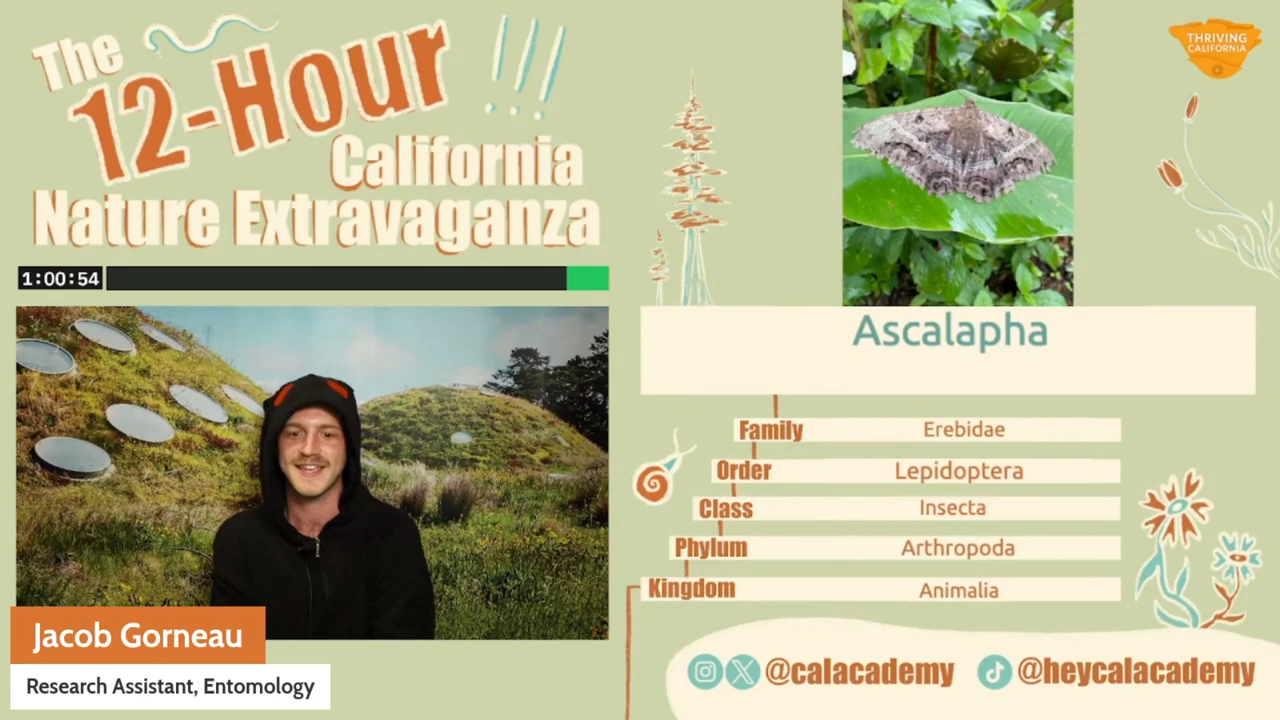 The
12-Hour !!!
California
Nature Extravaganza
1:00:54
THRIVING
CALIFORNIA
Ascalapha
Family Erebidae
Order Lepidoptera
Class Insecta
Phylum Arthropoda
Kingdom Animalia
Jacob Gorneau
Research Assistant, Entomology
@calacademy @heycalacademy